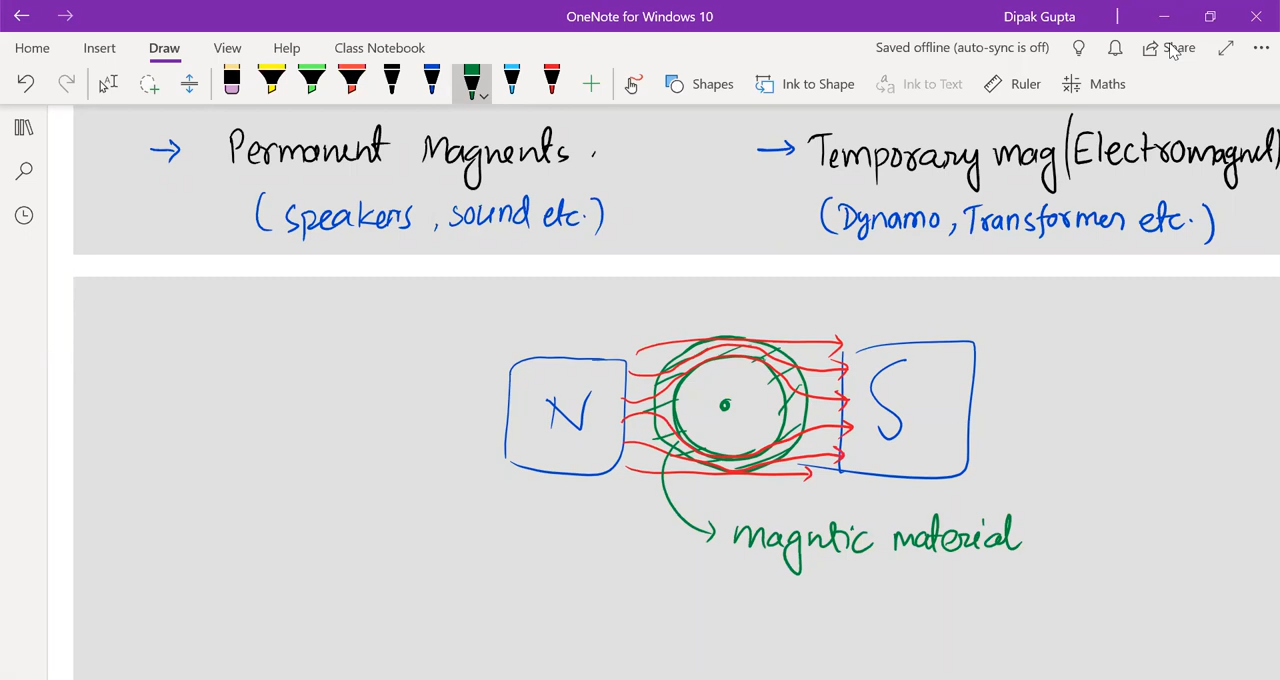 OneNote for Windows 10
Dipak Gupta
Home Insert Draw View Help Class Notebook
Saved offline (auto-sync is off) Share
Shapes Ink to Shape Ink to Text Ruler Maths
→ Permanent Magnents.
→ Temporary mag(Electromagnet)
(speakers, sound etc.)
(Dynamo, Transformer etc.)
N
S
magntic material